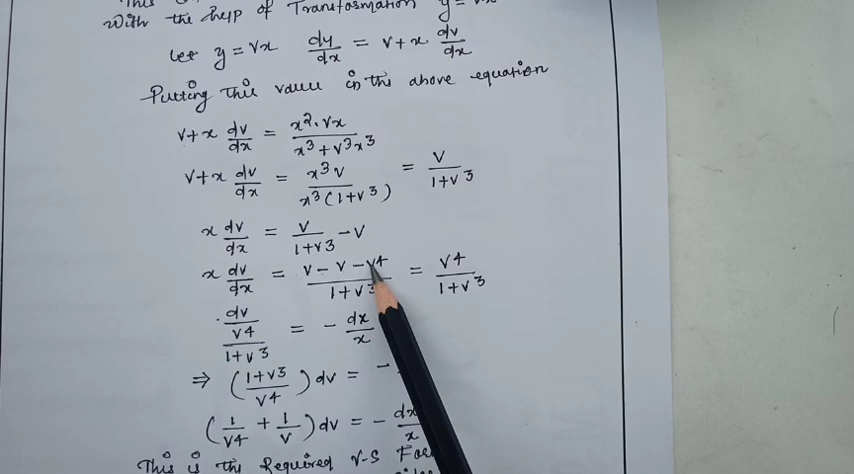 With the help of Transformation y = vx
Let y = vx dy/dx = v + x dv/dx
Putting this value in the above equation
v + x dv/dx = x2 · vx / x3 + v3x3
v + x dv/dx = x3v / x3(1+v3) = v / 1+v3
x dv/dx = v / 1+v3 - v
x dv/dx = v - v - v4 / 1+v3 = v4 / 1+v3
dv / v4 / 1+v3 = - dx/x
⇒ (1+v3 / v4) dv = -
(1/v4 + 1/v) dv = - dx/x
This is the Required V-S